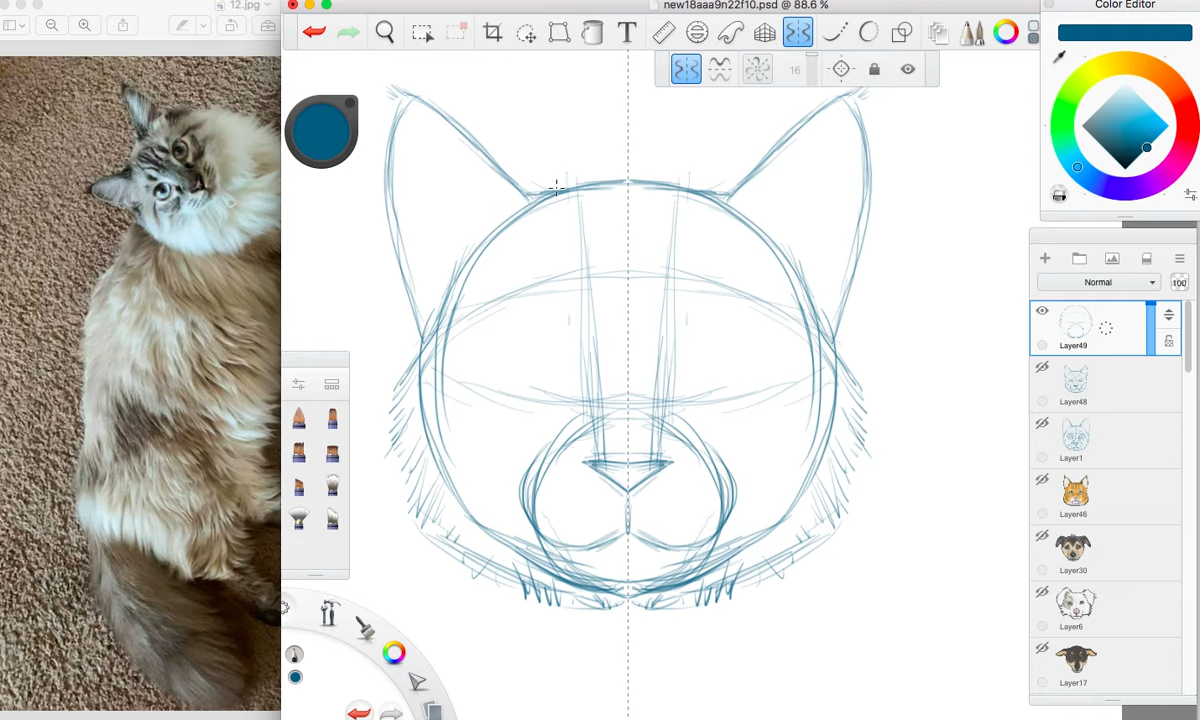 12.jpg
new18aaa9n22f10.psd @ 88.6 %
Color Editor
T
16
Normal
100
Layer49
Layer48
Layer1
Layer46
Layer30
Layer6
Layer17